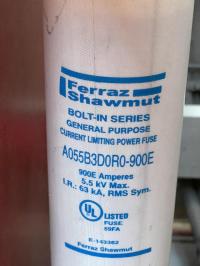 Ferraz
Shawmut
BOLT-IN SERIES
GENERAL PURPOSE
CURRENT LIMITING POWER FUSE
A055B3D0R0-900E
900E Amperes
5.5 kV Max.
I.R.: 63 kA, RMS Sym.
UL LISTED
FUSE
59FA
E-143362
Ferraz Shawmut